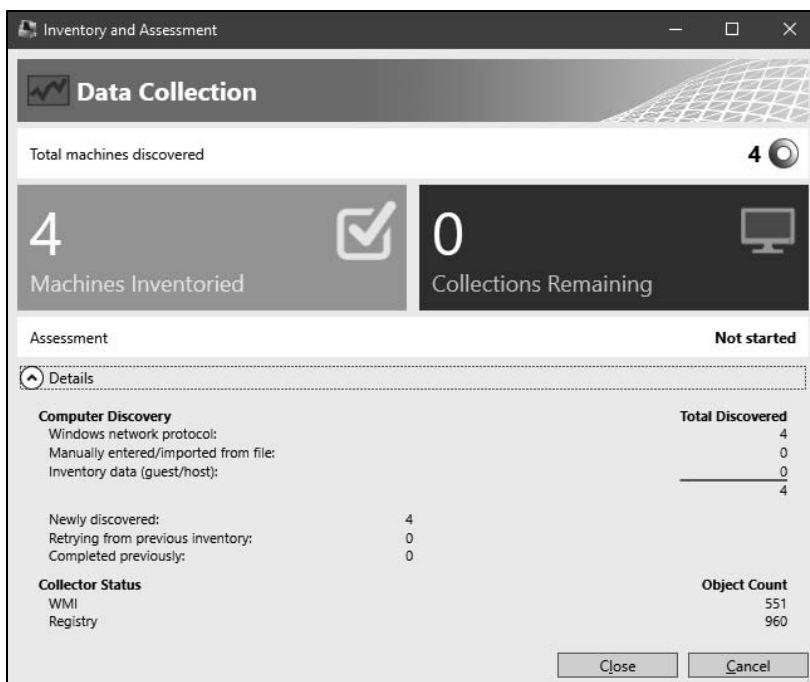 Inventory and Assessment
Data Collection
Total machines discovered 4
4 0
Machines Inventoried Collections Remaining
Assessment Not started
Details
Computer Discovery Total Discovered
Windows network protocol: 4
Manually entered/imported from file: 0
Inventory data (guest/host): 0
4
Newly discovered: 4
Retrying from previous inventory: 0
Completed previously: 0
Collector Status Object Count
WMI 551
Registry 960
Close Cancel